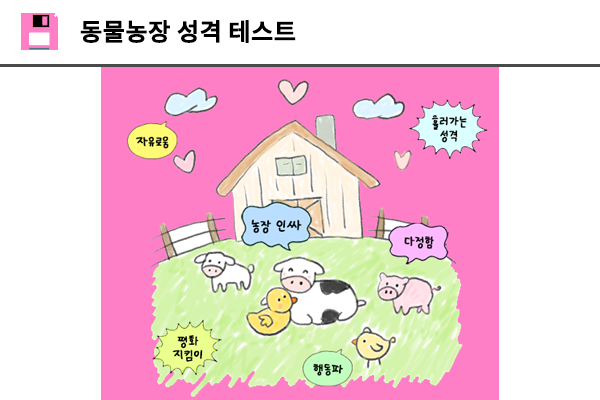 동물농장 성격 테스트
자유로움
흘러가는
성격
농장 인싸
다정함
평화
지킴이
행동파